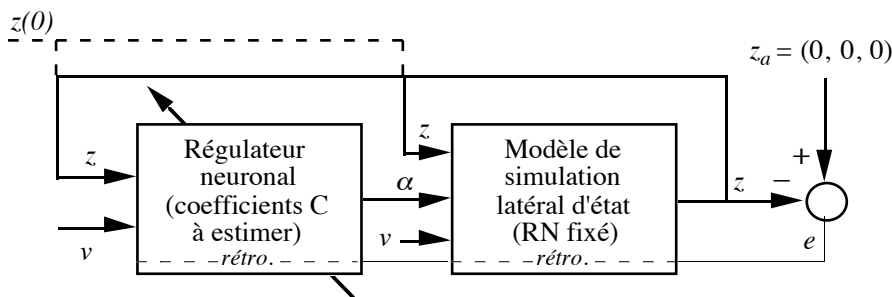 z(0)
z_a = (0, 0, 0)
z
Régulateur
neuronal
(coefficients C
à estimer)
rétro.
v
α
z
v
Modèle de
simulation
latéral d'état
(RN fixé)
rétro.
z
−
+
e